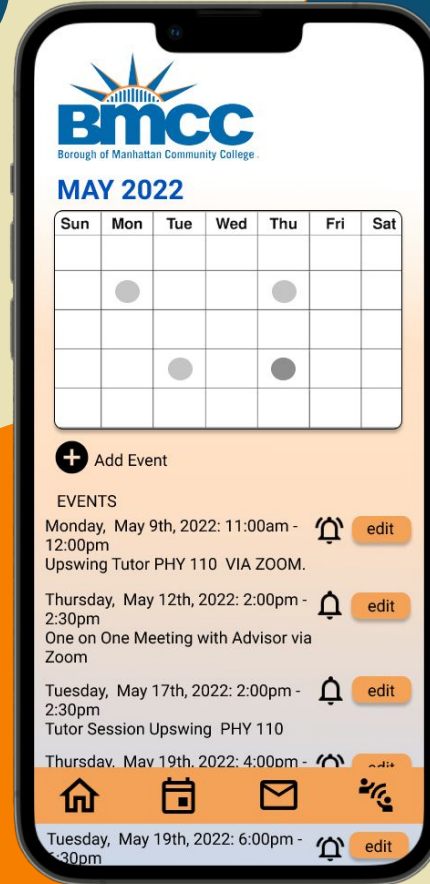 BMCC
Borough of Manhattan Community College
MAY 2022
Sun Mon Tue Wed Thu Fri Sat
Add Event
EVENTS
Monday, May 9th, 2022: 11:00am -
12:00pm
edit
Upswing Tutor PHY 110 VIA ZOOM.
Thursday, May 12th, 2022: 2:00pm -
2:30pm
edit
One on One Meeting with Advisor via
Zoom
Tuesday, May 17th, 2022: 2:00pm -
2:30pm
edit
Tutor Session Upswing PHY 110
Thursday, May 19th, 2022: 4:00pm -
edit
Tuesday, May 19th, 2022: 6:00pm -
6:30pm
edit